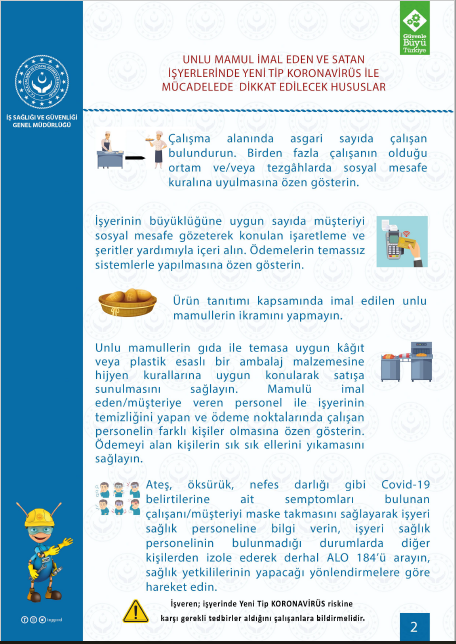 Güvenle
Büyü
Türkiye
İŞ SAĞLIĞI VE GÜVENLİĞİ
GENEL MÜDÜRLÜĞÜ
UNLU MAMUL İMAL EDEN VE SATAN
İŞYERLERİNDE YENİ TİP KORONAVİRÜS İLE
MÜCADELEDE DİKKAT EDİLECEK HUSUSLAR
Çalışma alanında asgari sayıda çalışan
bulundurun. Birden fazla çalışanın olduğu
ortam ve/veya tezgâhlarda sosyal mesafe
kuralına uyulmasına özen gösterin.
İşyerinin büyüklüğüne uygun sayıda müşteriyi
sosyal mesafe gözeterek konulan işaretleme ve
şeritler yardımıyla içeri alın. Ödemelerin temassız
sistemlerle yapılmasına özen gösterin.
Ürün tanıtımı kapsamında imal edilen unlu
mamullerin ikramını yapmayın.
Unlu mamullerin gıda ile temasa uygun kâğıt
veya plastik esaslı bir ambalaj malzemesine
hijyen kurallarına uygun konularak satışa
sunulmasını sağlayın. Mamulü imal
eden/müşteriye veren personel ile işyerinin
temizliğini yapan ve ödeme noktalarında çalışan
personelin farklı kişiler olmasına özen gösterin.
Ödemeyi alan kişilerin sık sık ellerini yıkamasını
sağlayın.
Ateş, öksürük, nefes darlığı gibi Covid-19
belirtilerine ait semptomları bulunan
çalışanı/müşteriyi maske takmasını sağlayarak işyeri
sağlık personeline bilgi verin, işyeri sağlık
personelinin bulunmadığı durumlarda diğer
kişilerden izole ederek derhal ALO 184’ü arayın,
sağlık yetkililerinin yapacağı yönlendirmelere göre
hareket edin.
İşveren; işyerinde Yeni Tip KORONAVİRÜS riskine
karşı gerekli tedbirler aldığını çalışanlara bildirmelidir.
2